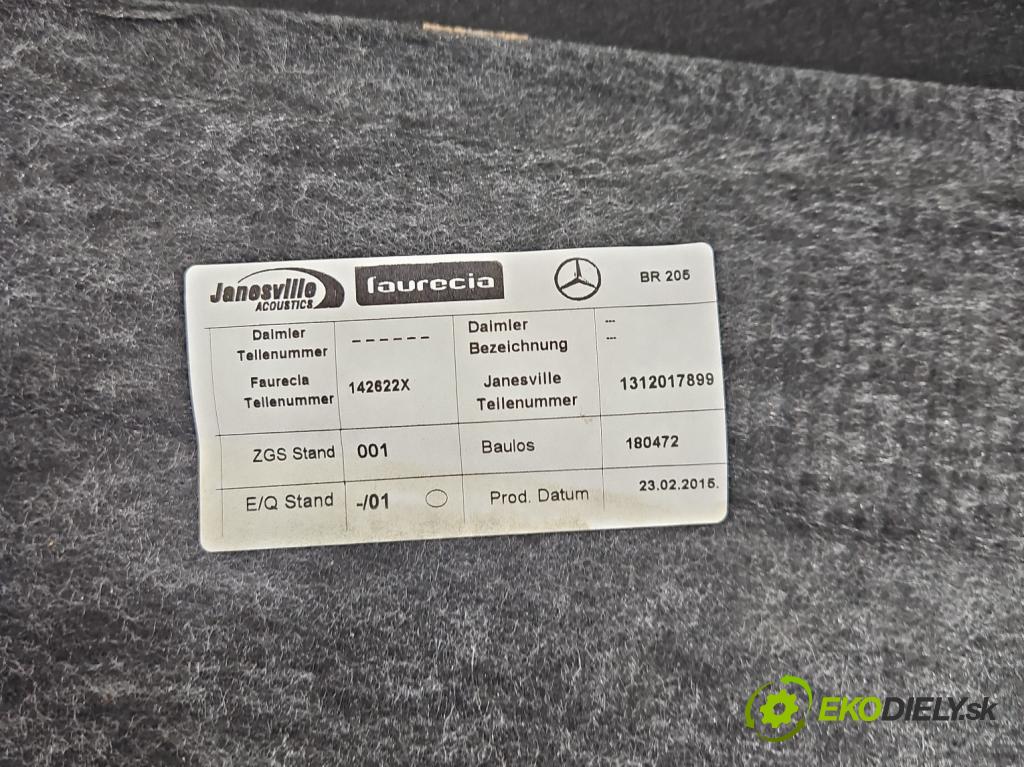 Janesville
ACOUSTICS
faurecia
BR 205
Daimler
Teilenummer
------
Daimler
Bezeichnung
---
---
Faurecia
Teilenummer
142622X
Janesville
Teilenummer
1312017899
ZGS Stand
001
Baulos
180472
E/Q Stand
-/01
Prod. Datum
23.02.2015.
EKODIELY.sk